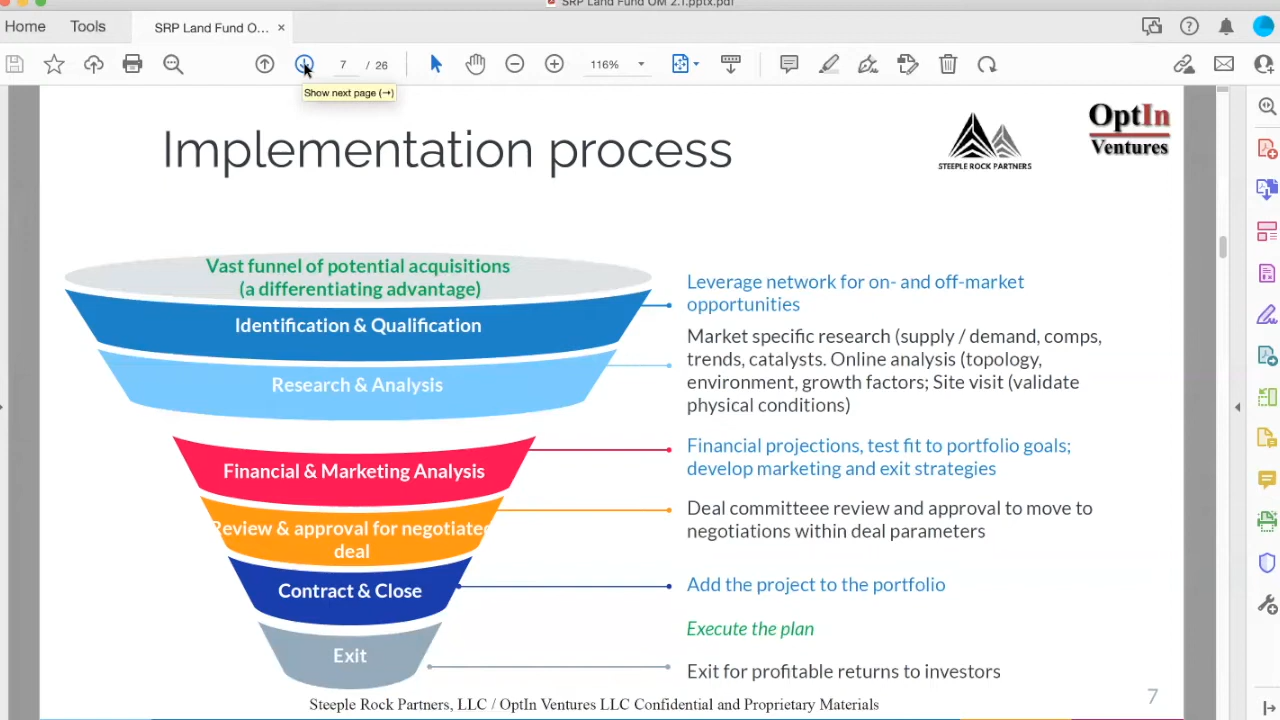 SRP Land Fund OM 2.1.pptx.pdf
Home
Tools
SRP Land Fund O... ×
7 / 26
116%
Show next page (→)
Implementation process
STEEPLE ROCK PARTNERS
OptIn
Ventures
Vast funnel of potential acquisitions
(a differentiating advantage)
Identification & Qualification
Research & Analysis
Financial & Marketing Analysis
Review & approval for negotiated
deal
Contract & Close
Exit
Leverage network for on- and off-market
opportunities
Market specific research (supply / demand, comps,
trends, catalysts. Online analysis (topology,
environment, growth factors; Site visit (validate
physical conditions)
Financial projections, test fit to portfolio goals;
develop marketing and exit strategies
Deal committeee review and approval to move to
negotiations within deal parameters
Add the project to the portfolio
Execute the plan
Exit for profitable returns to investors
Steeple Rock Partners, LLC / OptIn Ventures LLC Confidential and Proprietary Materials
7